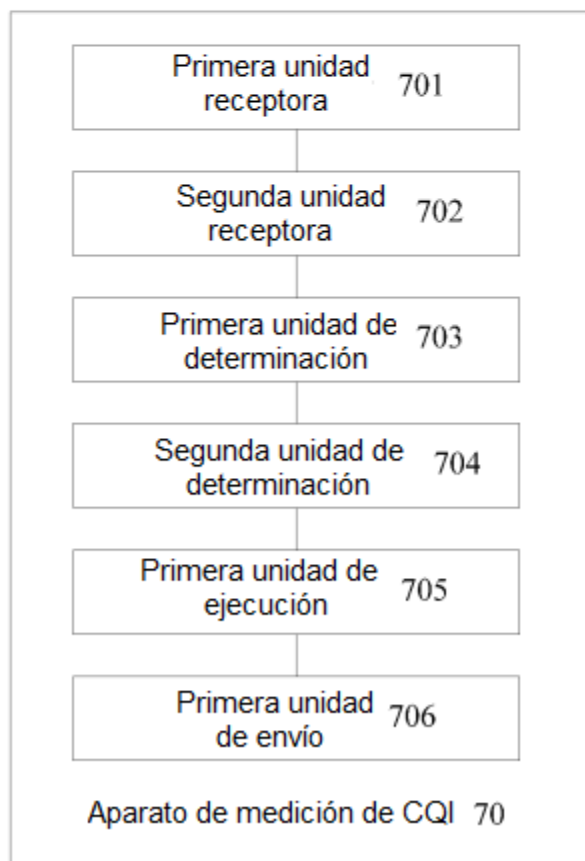 Primera unidad
receptora 701
Segunda unidad
receptora 702
Primera unidad de
determinación 703
Segunda unidad de
determinación 704
Primera unidad de
ejecución 705
Primera unidad
de envío 706
Aparato de medición de CQI 70